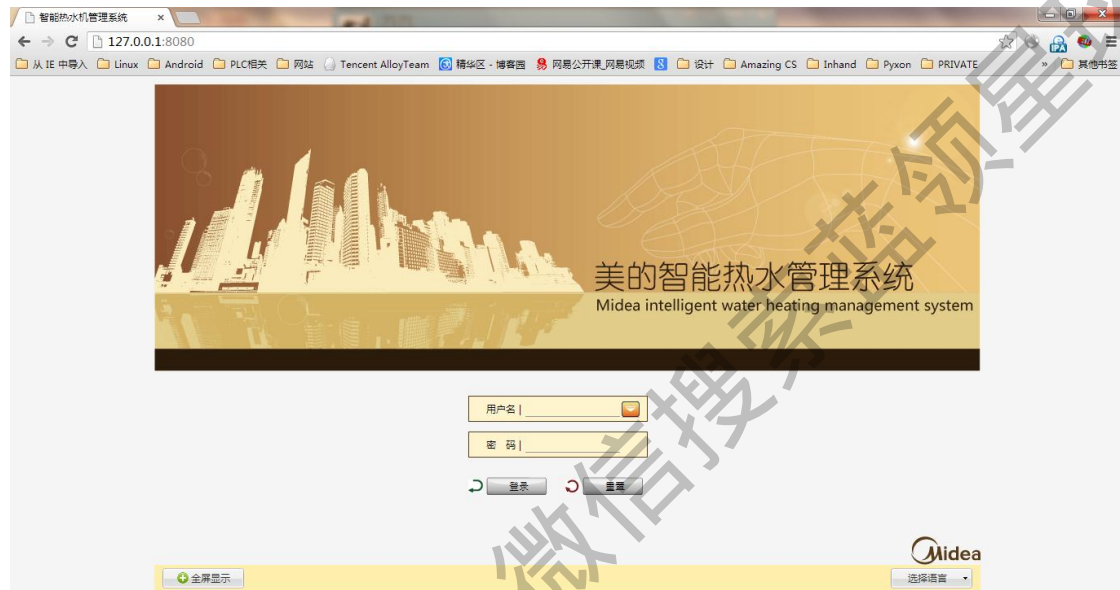 智能热水机管理系统
127.0.0.1:8080
从 IE 中导入 Linux Android PLC相关 网站 Tencent AlloyTeam 精华区 - 博客园 网易公开课_网易视频 设计 Amazing CS Inhand Pyxon PRIVATE » 其他书签
美的智能热水管理系统
Midea intelligent water heating management system
用户名 |
密 码 |
登录 重置
Midea
全屏显示 选择语言
微信搜索蓝领星球